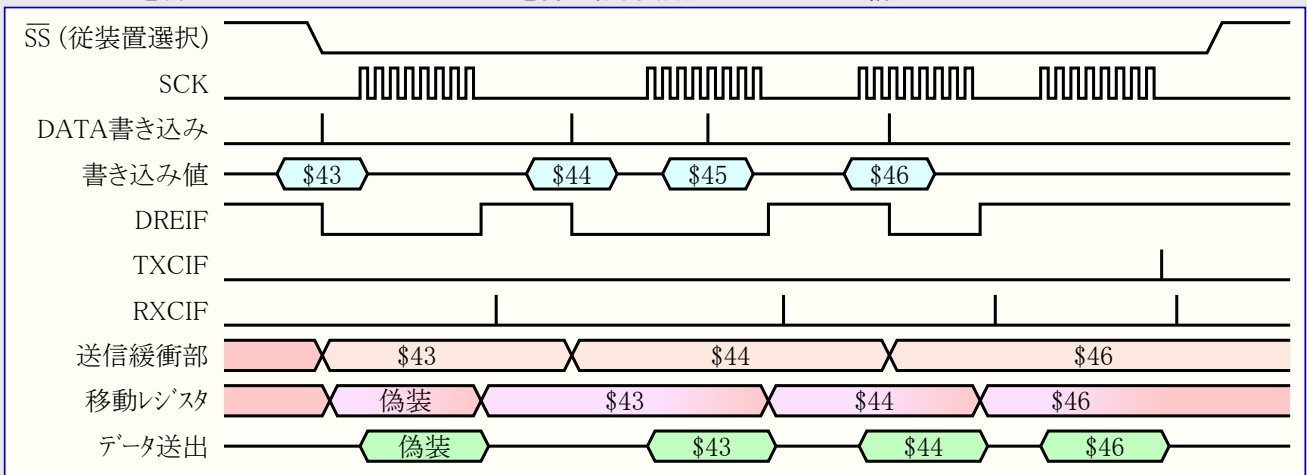 SS (従装置選択)
SCK
DATA書き込み
書き込み値 $43 $44 $45 $46
DREIF
TXCIF
RXCIF
送信緩衝部 $43 $44 $46
移動レジスタ 偽装 $43 $44 $46
データ送出 偽装 $43 $44 $46